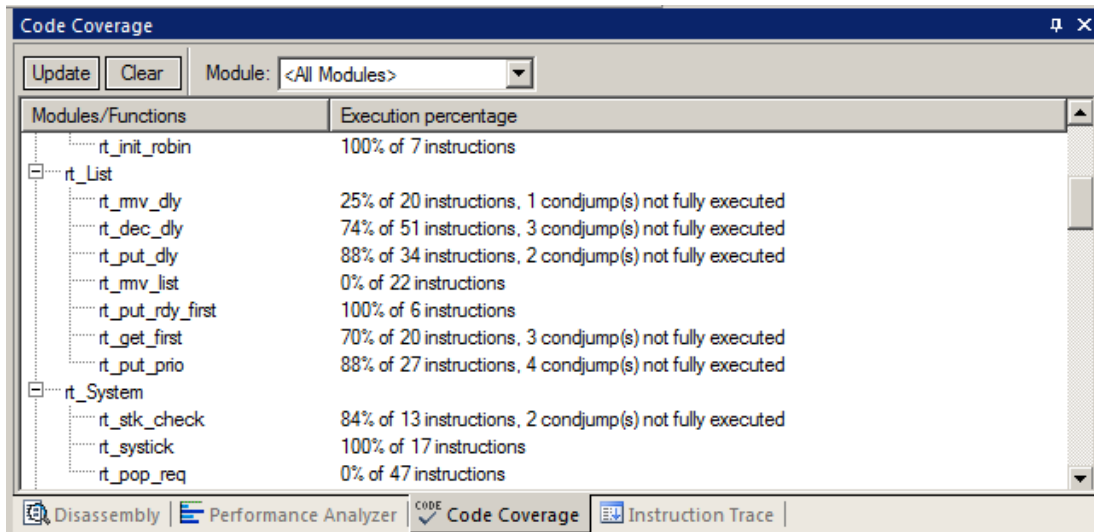 Code Coverage
Update Clear Module: <All Modules>
Modules/Functions Execution percentage
rt_init_robin 100% of 7 instructions
rt_List
rt_rmv_dly 25% of 20 instructions, 1 condjump(s) not fully executed
rt_dec_dly 74% of 51 instructions, 3 condjump(s) not fully executed
rt_put_dly 88% of 34 instructions, 2 condjump(s) not fully executed
rt_rmv_list 0% of 22 instructions
rt_put_rdy_first 100% of 6 instructions
rt_get_first 70% of 20 instructions, 3 condjump(s) not fully executed
rt_put_prio 88% of 27 instructions, 4 condjump(s) not fully executed
rt_System
rt_stk_check 84% of 13 instructions, 2 condjump(s) not fully executed
rt_systick 100% of 17 instructions
rt_pop_req 0% of 47 instructions
Disassembly Performance Analyzer CODE Code Coverage Instruction Trace